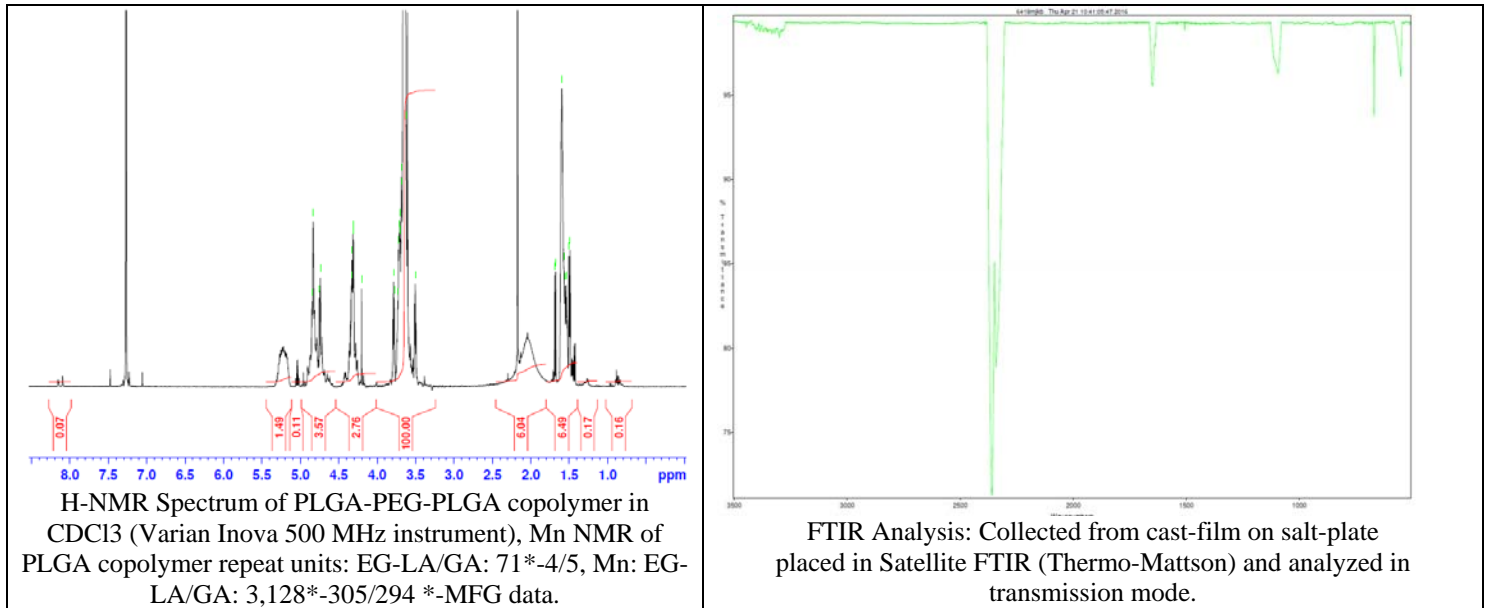 0.07
1.49
0.11
3.57
2.76
100.00
6.04
6.49
0.17
0.16
8.0 7.5 7.0 6.5 6.0 5.5 5.0 4.5 4.0 3.5 3.0 2.5 2.0 1.5 1.0 ppm
H-NMR Spectrum of PLGA-PEG-PLGA copolymer in
CDCl3 (Varian Inova 500 MHz instrument), Mn NMR of
PLGA copolymer repeat units: EG-LA/GA: 71*-4/5, Mn: EG-
LA/GA: 3,128*-305/294 *-MFG data.
95
90
% Transmittance
85
80
75
3500 3000 2500 2000 1500 1000
FTIR Analysis: Collected from cast-film on salt-plate
placed in Satellite FTIR (Thermo-Mattson) and analyzed in
transmission mode.